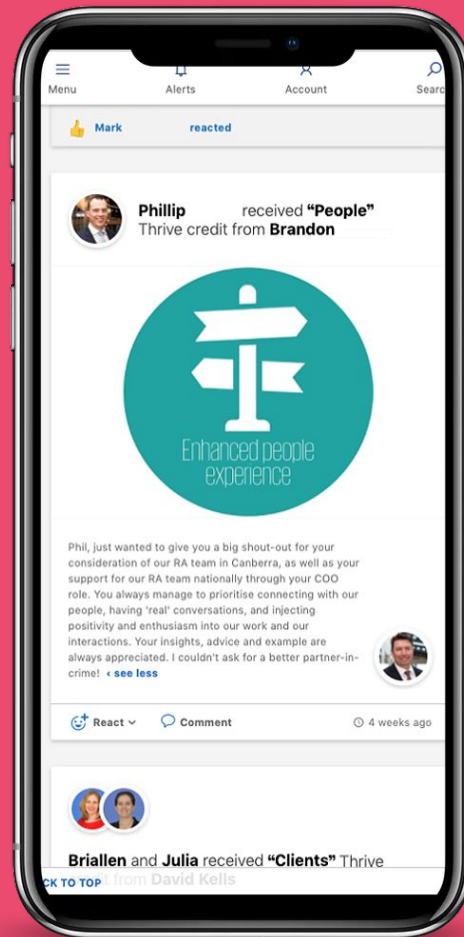 Menu Alerts Account Searc
Mark reacted
Phillip received “People”
Thrive credit from Brandon
Enhanced people
experience
Phil, just wanted to give you a big shout-out for your
consideration of our RA team in Canberra, as well as your
support for our RA team nationally through your COO
role. You always manage to prioritise connecting with our
people, having 'real' conversations, and injecting
positivity and enthusiasm into our work and our
interactions. Your insights, advice and example are
always appreciated. I couldn't ask for a better partner-in-
crime! ‹ see less
React Comment 4 weeks ago
Briallen and Julia received “Clients” Thrive
credit from David Kells
CK TO TOP